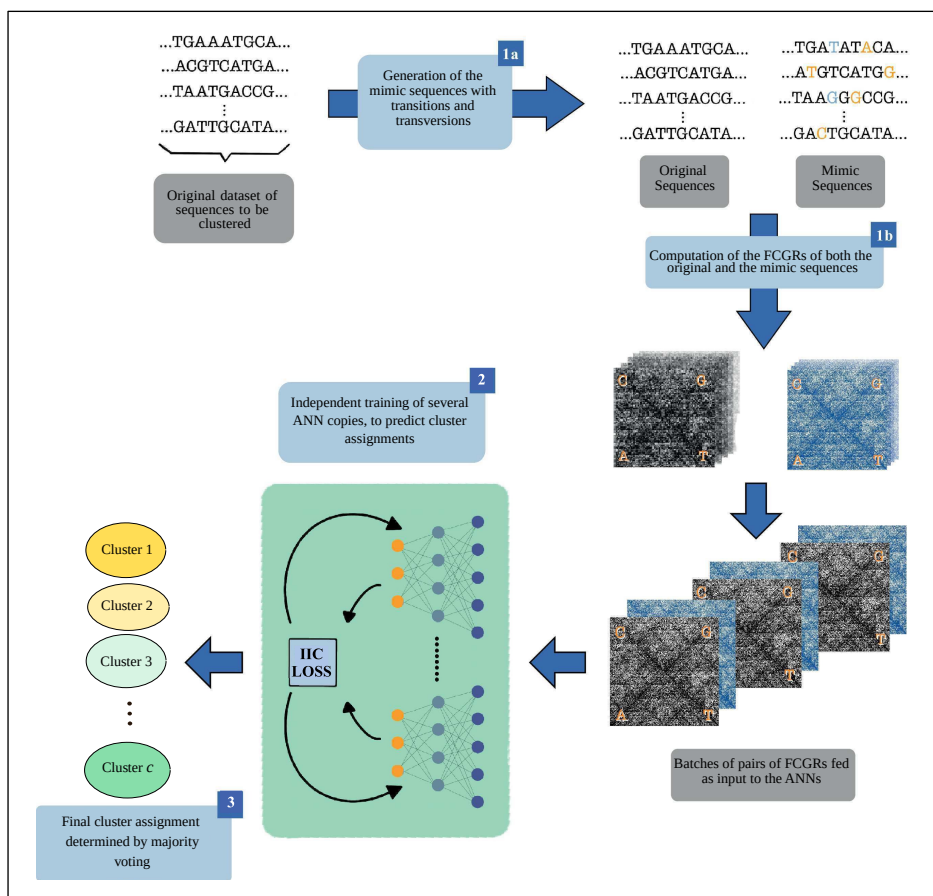 ...TGAAATGCA...
...ACGTCATGA...
...TAATGACCG...
...GATTGCATA...
Original dataset of
sequences to be
clustered
1a
Generation of the
mimic sequences with
transitions and
transversions
...TGAAATGCA...
...ACGTCATGA...
...TAATGACCG...
...GATTGCATA...
Original
Sequences
...TGATATACA...
...ATGTCATGG...
...TAAGGGCCG...
...GACTGCATA...
Mimic
Sequences
1b
Computation of the FCGRs of both the
original and the mimic sequences
C G
A T
C G
A T
2
Independent training of several
ANN copies, to predict cluster
assignments
C G
T
C G
T
C G
A T
Batches of pairs of FCGRs fed
as input to the ANNs
IIC
LOSS
Cluster 1
Cluster 2
Cluster 3
Cluster c
3
Final cluster assignment
determined by majority
voting